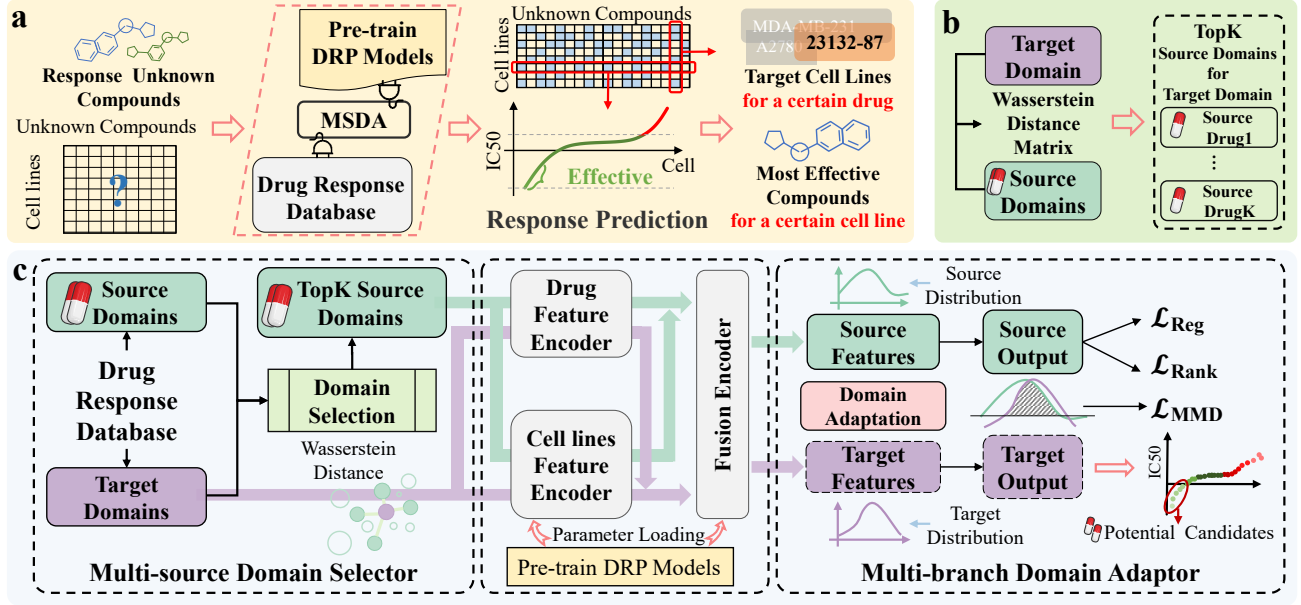 a
Response Unknown
Compounds
Unknown Compounds
Cell lines
?
Pre-train
DRP Models
MSDA
Drug Response
Database
Unknown Compounds
Cell lines
IC50
Cell
Effective
Response Prediction
MDA-MB-231
A2780
23132-87
Target Cell Lines
for a certain drug
Most Effective
Compounds
for a certain cell line
b
Target
Domain
Wasserstein
Distance
Matrix
Source
Domains
TopK
Source Domains
for
Target Domain
Source
Drug1
...
Source
DrugK
c
Source
Domains
Drug
Response
Database
Target
Domains
TopK Source
Domains
Domain
Selection
Wasserstein
Distance
Multi-source Domain Selector
Drug
Feature
Encoder
Cell lines
Feature
Encoder
Fusion Encoder
Parameter Loading
Pre-train DRP Models
Source
Distribution
Source
Features
Source
Output
ℒReg
ℒRank
Domain
Adaptation
ℒMMD
Target
Features
Target
Output
IC50
Target
Distribution
Potential Candidates
Multi-branch Domain Adaptor